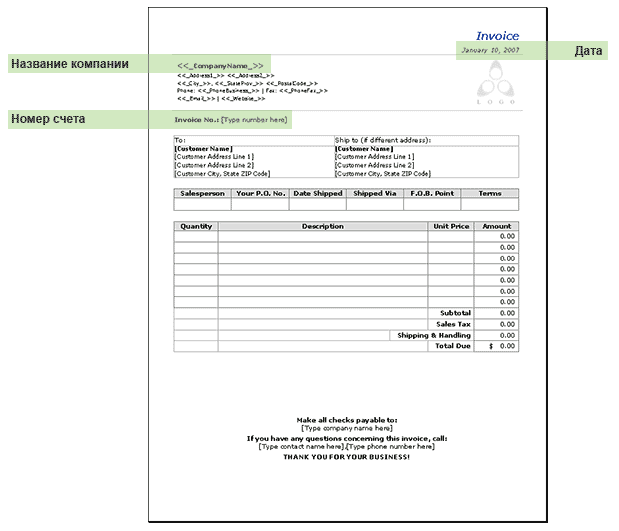 Invoice
January 10, 2007
Дата
Название компании
<<_CompanyName_>>
<<_Address1_>> <<_Address2_>>
<<_City_>>, <<_StateProv_>> <<_PostalCode_>>
Phone: <<_PhoneBusiness_>> | Fax: <<_PhoneFax_>>
<<_Email_>> | <<_Website_>>
LOGO
Номер счета
Invoice No.: [Type number here]
To: Ship to (if different address):
[Customer Name] [Customer Name]
[Customer Address Line 1] [Customer Address Line 1]
[Customer Address Line 2] [Customer Address Line 2]
[Customer City, State ZIP Code] [Customer City, State ZIP Code]
Salesperson Your P.O. No. Date Shipped Shipped Via F.O.B. Point Terms
Quantity Description Unit Price Amount
0.00
0.00
0.00
0.00
0.00
0.00
0.00
Subtotal 0.00
Sales Tax 0.00
Shipping & Handling 0.00
Total Due $ 0.00
Make all checks payable to:
[Type company name here]
If you have any questions concerning this invoice, call:
[Type contact name here],[Type phone number here]
THANK YOU FOR YOUR BUSINESS!